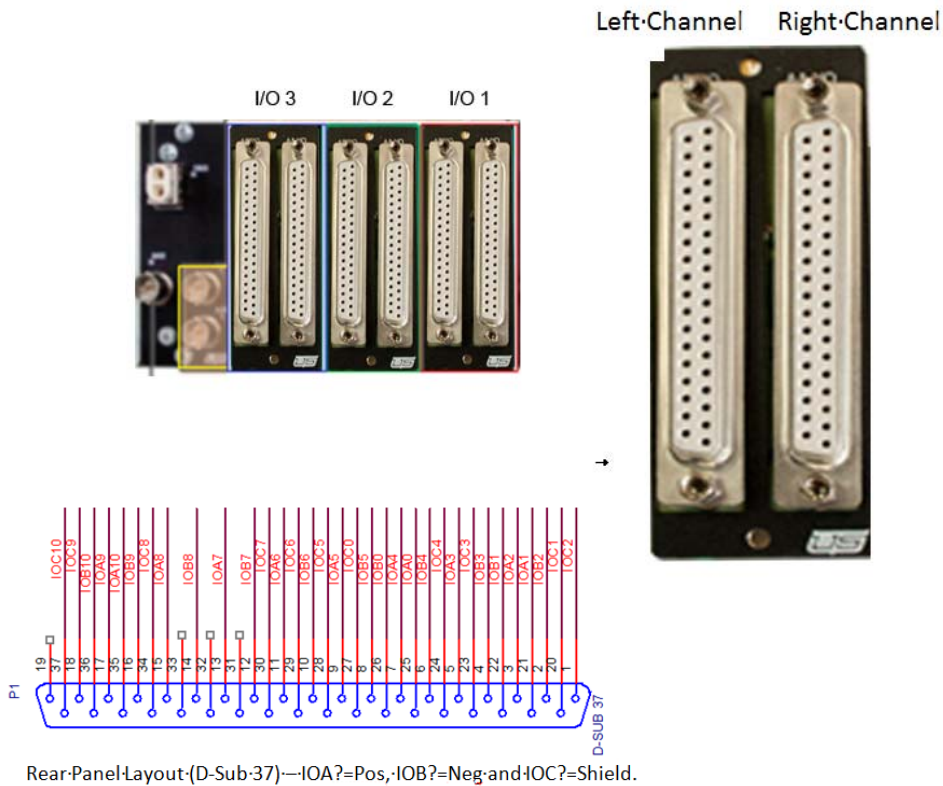 Left·Channel Right·Channel
I/O 3 I/O 2 I/O 1
IOC10 IOC9 IOB10 IOA9 IOA10 IOB9 IOC8 IOA8 IOB8 IOA7 IOB7 IOC7 IOA6 IOC6 IOB6 IOC5 IOA5 IOC0 IOB5 IOB0 IOA4 IOA0 IOB4 IOC4 IOA3 IOC3 IOB3 IOB1 IOA2 IOA1 IOB2 IOC1 IOC2
19 37 18 36 17 35 16 34 15 33 14 32 13 31 12 30 11 29 10 28 9 27 8 26 7 25 6 24 5 23 4 22 3 21 2 20 1
P1
D-SUB 37
Rear·Panel·Layout·(D-Sub·37)·–·IOA?=Pos,·IOB?=Neg·and·IOC?=Shield.